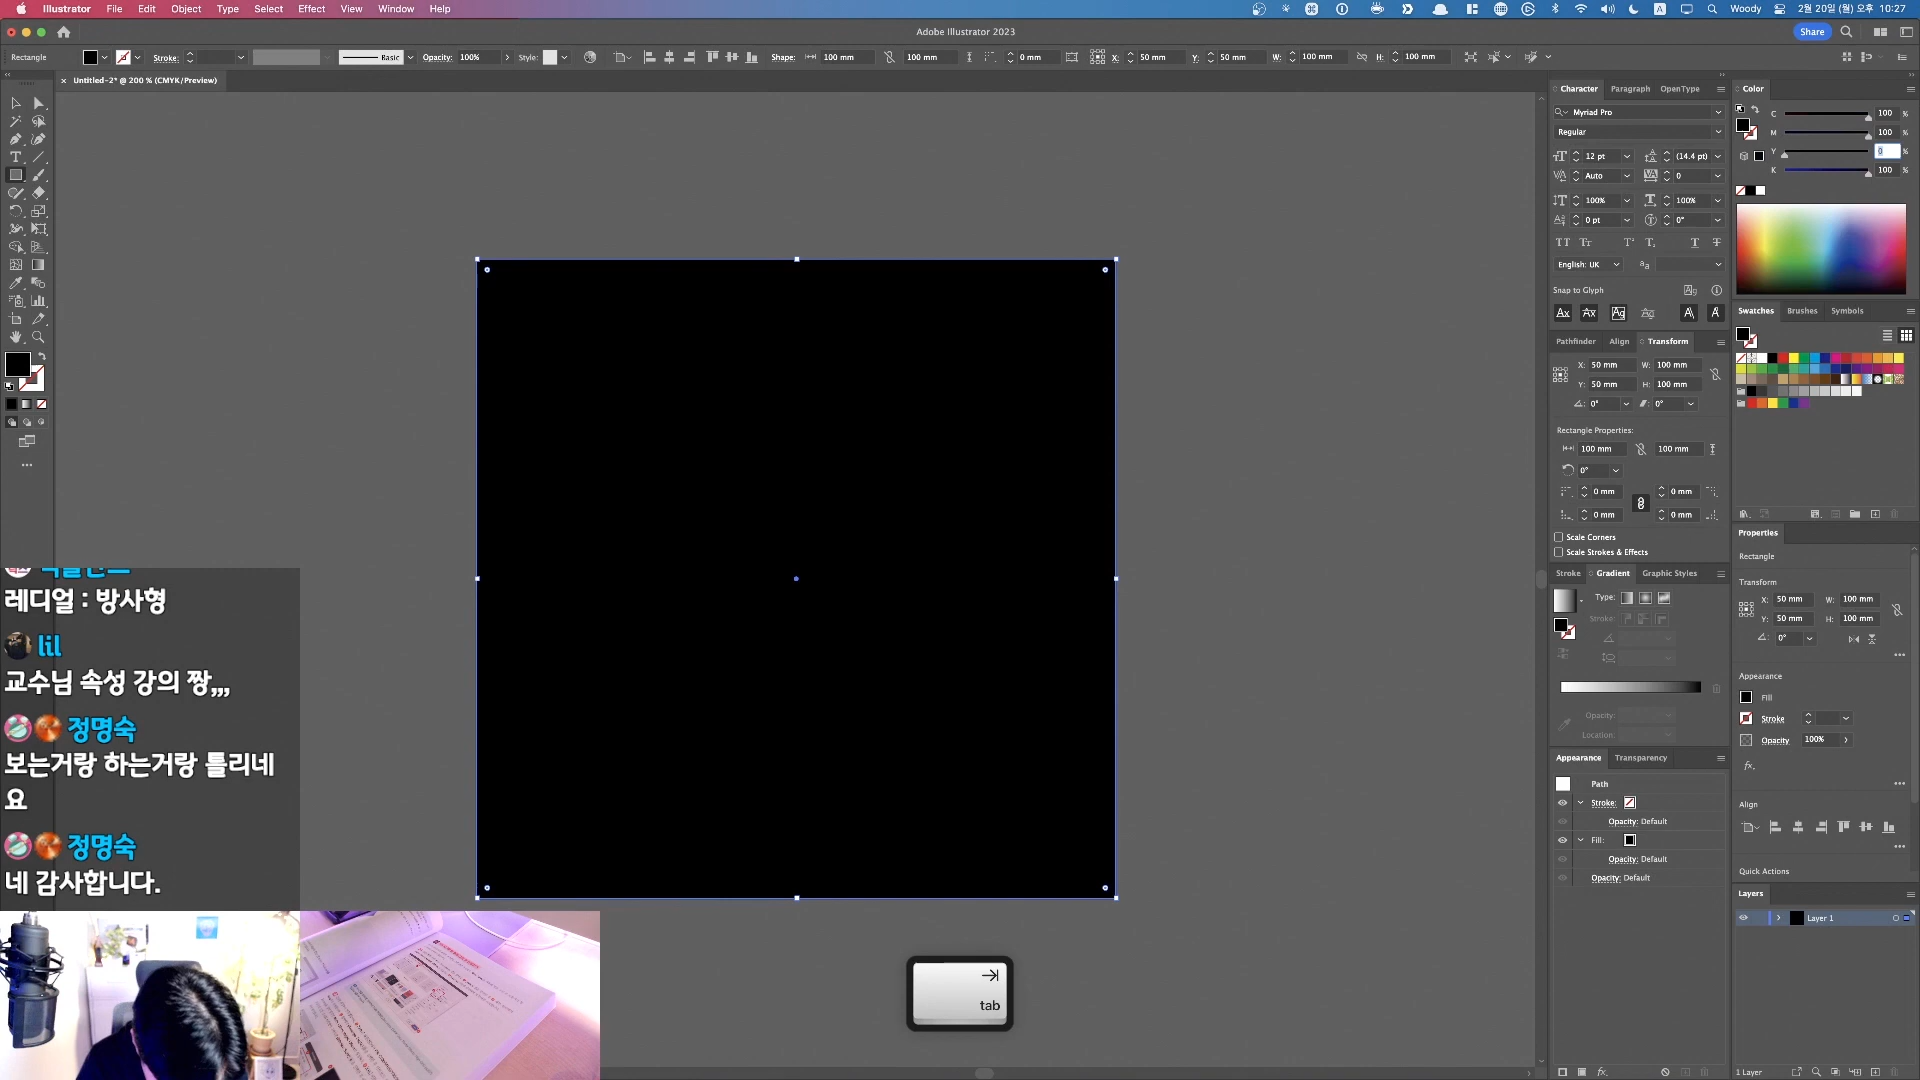 Illustrator File Edit Object Type Select Effect View Window Help
A Woody 2월 20일 (월) 오후 10:27
Adobe Illustrator 2023
Share
Rectangle Stroke: Basic Opacity: 100% Style: Shape: 100 mm 100 mm 0 mm X: 50 mm Y: 50 mm W: 100 mm H: 100 mm
Untitled-2* @ 200 % (CMYK/Preview)
Character Paragraph OpenType
Myriad Pro
Regular
12 pt (14.4 pt)
Auto 0
100% 100%
0 pt 0°
English: UK
Snap to Glyph
Pathfinder Align Transform
X: 50 mm W: 100 mm
Y: 50 mm H: 100 mm
0° 0°
Rectangle Properties:
100 mm 100 mm
0°
0 mm 0 mm
0 mm 0 mm
Scale Corners
Scale Strokes & Effects
Stroke Gradient Graphic Styles
Type:
Stroke:
Opacity:
Location:
Appearance Transparency
Path
Stroke:
Opacity: Default
Fill:
Opacity: Default
Opacity: Default
Color
C 100 %
M 100 %
Y 0 %
K 100 %
Swatches Brushes Symbols
Properties
Rectangle
Transform
X: 50 mm W: 100 mm
Y: 50 mm H: 100 mm
0°
Appearance
Fill
Stroke
Opacity 100%
fx.
Align
Quick Actions
Layers
Layer 1
1 Layer
레디얼 : 방사형
lil
교수님 속성 강의 짱,,,
정명숙
보는거랑 하는거랑 틀리네
요
정명숙
네 감사합니다.
tab